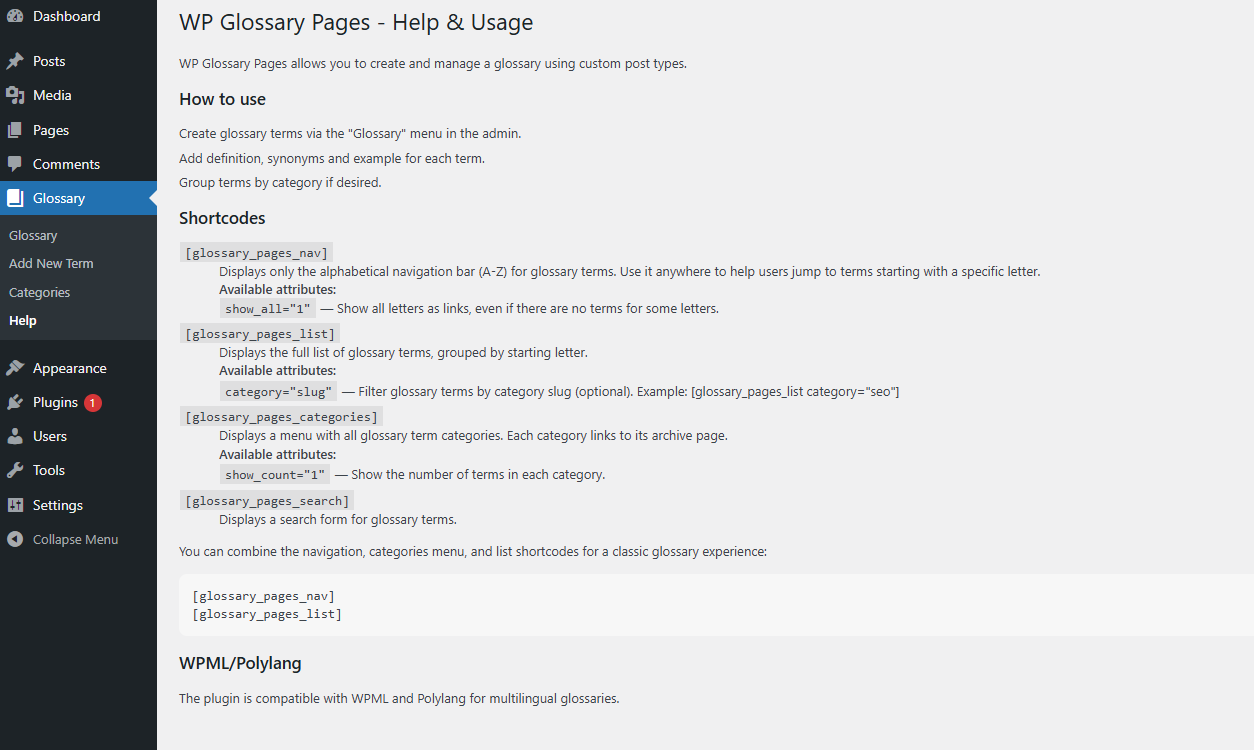 Dashboard
Posts
Media
Pages
Comments
Glossary
Glossary
Add New Term
Categories
Help
Appearance
Plugins 1
Users
Tools
Settings
Collapse Menu
WP Glossary Pages - Help & Usage
WP Glossary Pages allows you to create and manage a glossary using custom post types.
How to use
Create glossary terms via the "Glossary" menu in the admin.
Add definition, synonyms and example for each term.
Group terms by category if desired.
Shortcodes
[glossary_pages_nav]
Displays only the alphabetical navigation bar (A-Z) for glossary terms. Use it anywhere to help users jump to terms starting with a specific letter.
Available attributes:
show_all="1" — Show all letters as links, even if there are no terms for some letters.
[glossary_pages_list]
Displays the full list of glossary terms, grouped by starting letter.
Available attributes:
category="slug" — Filter glossary terms by category slug (optional). Example: [glossary_pages_list category="seo"]
[glossary_pages_categories]
Displays a menu with all glossary term categories. Each category links to its archive page.
Available attributes:
show_count="1" — Show the number of terms in each category.
[glossary_pages_search]
Displays a search form for glossary terms.
You can combine the navigation, categories menu, and list shortcodes for a classic glossary experience:
[glossary_pages_nav]
[glossary_pages_list]
WPML/Polylang
The plugin is compatible with WPML and Polylang for multilingual glossaries.